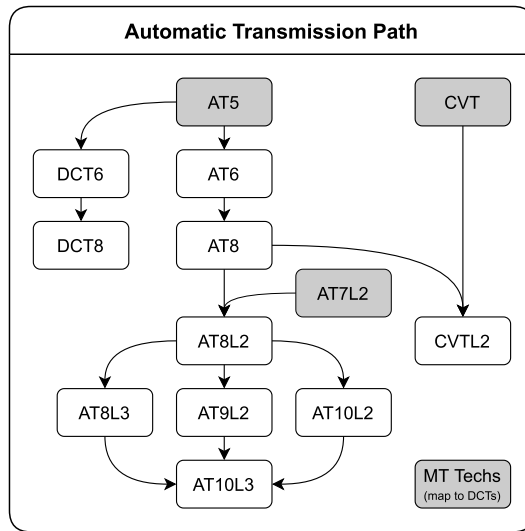 Automatic Transmission Path
AT5
CVT
DCT6
AT6
DCT8
AT8
AT7L2
AT8L2
CVTL2
AT8L3
AT9L2
AT10L2
AT10L3
MT Techs
(map to DCTs)